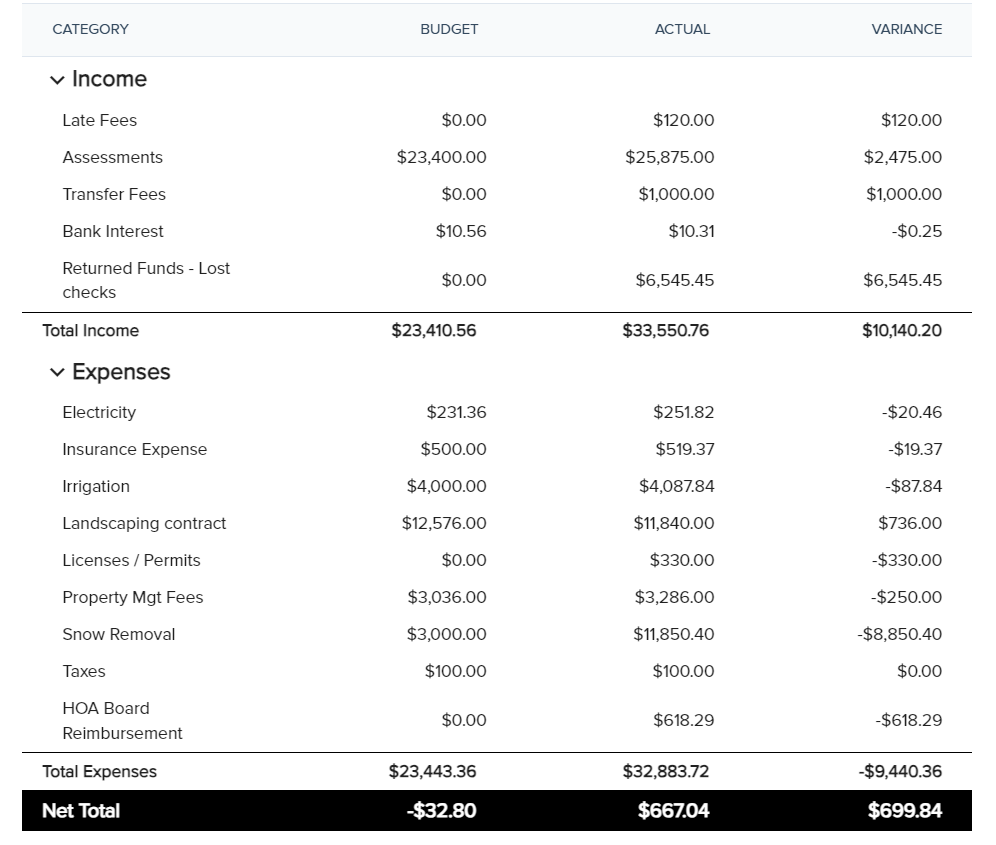 CATEGORY BUDGET ACTUAL VARIANCE
Income
Late Fees $0.00 $120.00 $120.00
Assessments $23,400.00 $25,875.00 $2,475.00
Transfer Fees $0.00 $1,000.00 $1,000.00
Bank Interest $10.56 $10.31 -$0.25
Returned Funds - Lost
checks $0.00 $6,545.45 $6,545.45
Total Income $23,410.56 $33,550.76 $10,140.20
Expenses
Electricity $231.36 $251.82 -$20.46
Insurance Expense $500.00 $519.37 -$19.37
Irrigation $4,000.00 $4,087.84 -$87.84
Landscaping contract $12,576.00 $11,840.00 $736.00
Licenses / Permits $0.00 $330.00 -$330.00
Property Mgt Fees $3,036.00 $3,286.00 -$250.00
Snow Removal $3,000.00 $11,850.40 -$8,850.40
Taxes $100.00 $100.00 $0.00
HOA Board
Reimbursement $0.00 $618.29 -$618.29
Total Expenses $23,443.36 $32,883.72 -$9,440.36
Net Total -$32.80 $667.04 $699.84